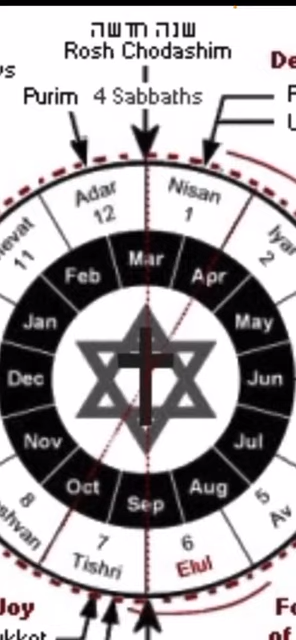 שנה חדשה
Rosh Chodashim
Purim 4 Sabbaths
Adar
12
Nisan
1
2
11
Mar
Apr
May
Jun
Jul
Aug
Sep
Oct
Nov
Dec
Jan
Feb
5
Av
6
Elul
7
Tishri
8